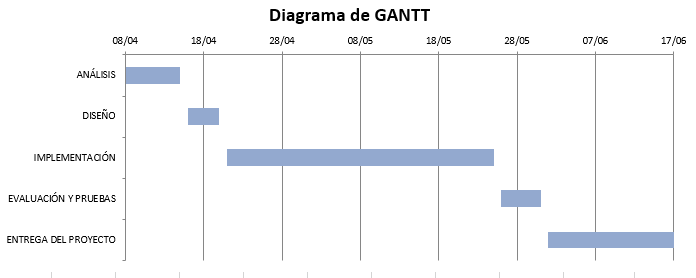 Diagrama de GANTT
08/04 18/04 28/04 08/05 18/05 28/05 07/06 17/06
ANÁLISIS
DISEÑO
IMPLEMENTACIÓN
EVALUACIÓN Y PRUEBAS
ENTREGA DEL PROYECTO